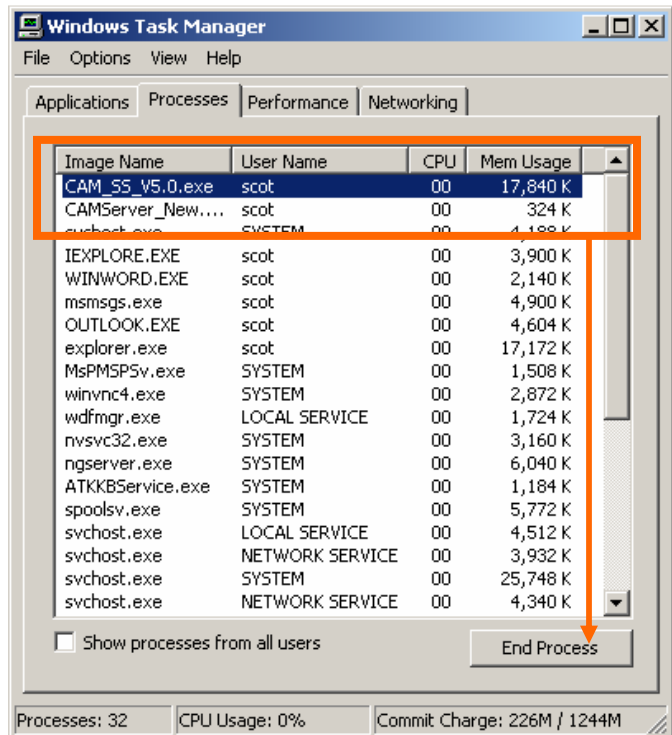 Windows Task Manager
File Options View Help
Applications Processes Performance Networking
Image Name User Name CPU Mem Usage
CAM_SS_V5.0.exe scot 00 17,840 K
CAMServer_New.... scot 00 324 K
svchost.exe SYSTEM 4,188 K
IEXPLORE.EXE scot 00 3,900 K
WINWORD.EXE scot 00 2,140 K
msmsgs.exe scot 00 4,900 K
OUTLOOK.EXE scot 00 4,604 K
explorer.exe scot 00 17,172 K
MsPMSPSv.exe SYSTEM 00 1,508 K
winvnc4.exe SYSTEM 00 2,872 K
wdfmgr.exe LOCAL SERVICE 00 1,724 K
nvsvc32.exe SYSTEM 00 3,160 K
ngserver.exe SYSTEM 00 6,040 K
ATKKBService.exe SYSTEM 00 1,184 K
spoolsv.exe SYSTEM 00 5,772 K
svchost.exe LOCAL SERVICE 00 4,512 K
svchost.exe NETWORK SERVICE 00 3,932 K
svchost.exe SYSTEM 00 25,748 K
svchost.exe NETWORK SERVICE 00 4,340 K
Show processes from all users End Process
Processes: 32 CPU Usage: 0% Commit Charge: 226M / 1244M